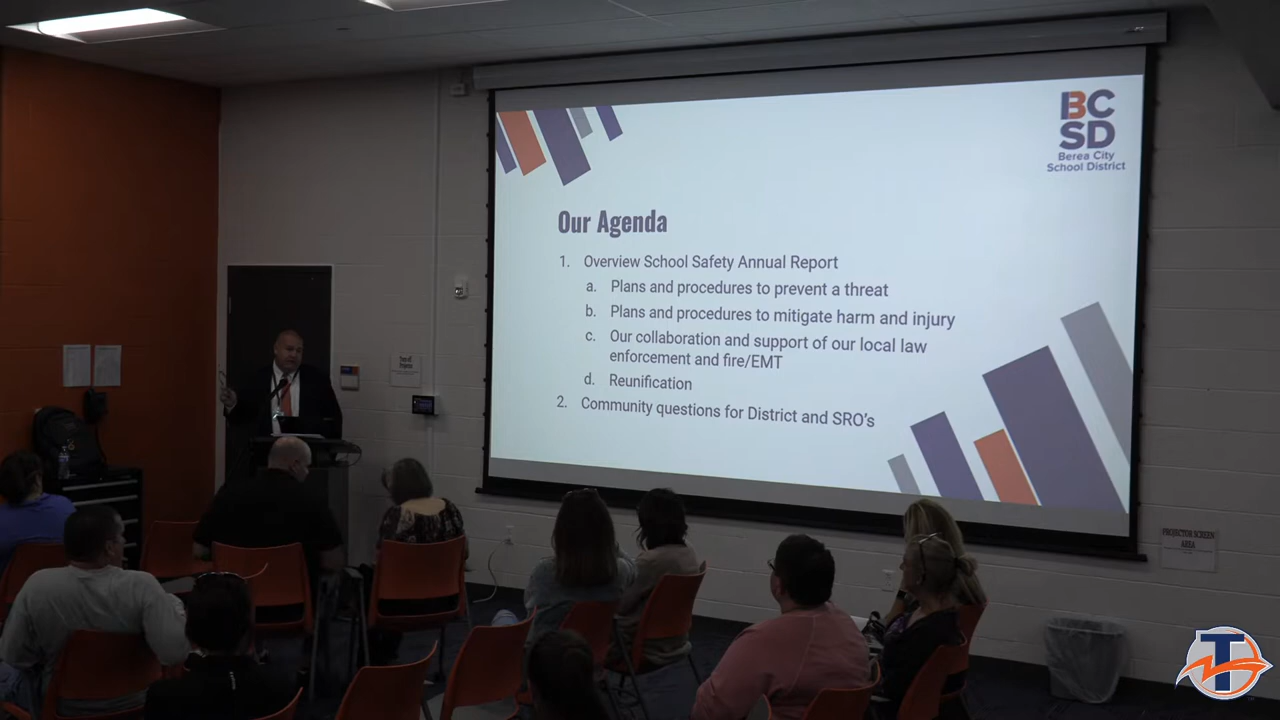 BC
SD
Berea City
School District
Our Agenda
1. Overview School Safety Annual Report
a. Plans and procedures to prevent a threat
b. Plans and procedures to mitigate harm and injury
c. Our collaboration and support of our local law
enforcement and fire/EMT
d. Reunification
2. Community questions for District and SRO's
PROJECTOR SCREEN
AREA
T